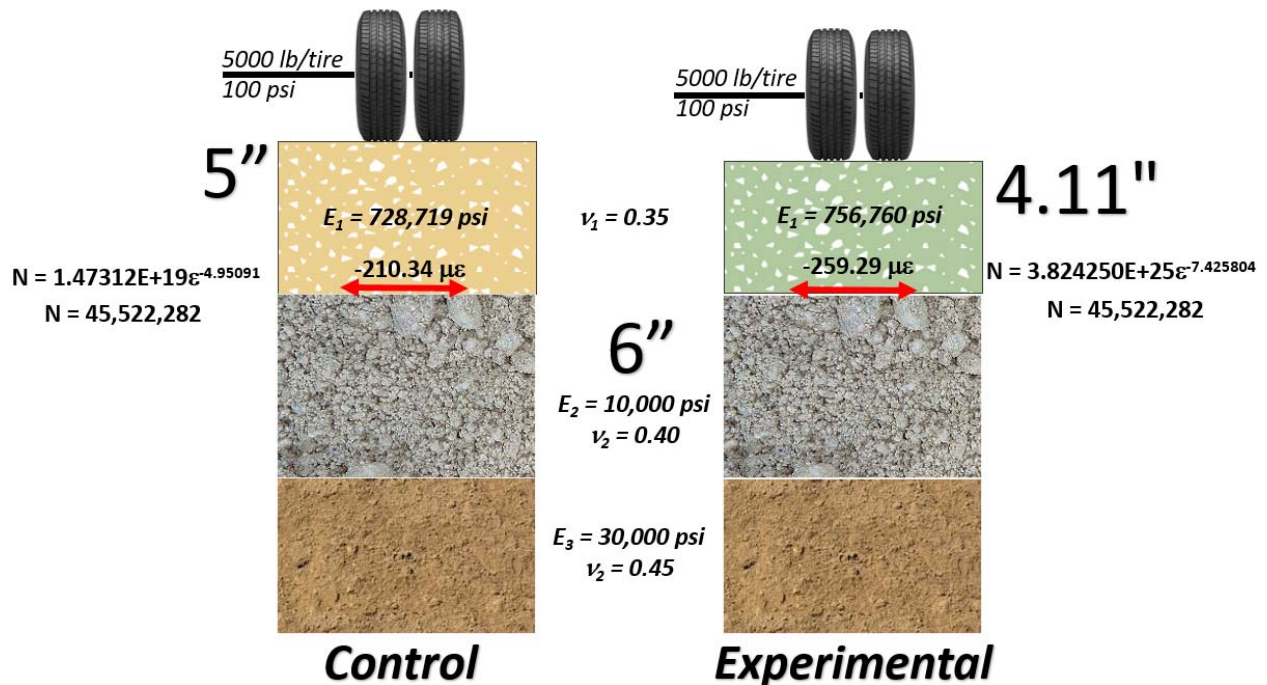 5000 lb/tire
100 psi
5”
E1 = 728,719 psi
-210.34 με
N = 1.47312E+19ε-4.95091
N = 45,522,282
ν1 = 0.35
5000 lb/tire
100 psi
4.11"
E1 = 756,760 psi
-259.29 με
N = 3.824250E+25ε-7.425804
N = 45,522,282
6”
E2 = 10,000 psi
ν2 = 0.40
E3 = 30,000 psi
ν2 = 0.45
Control
Experimental